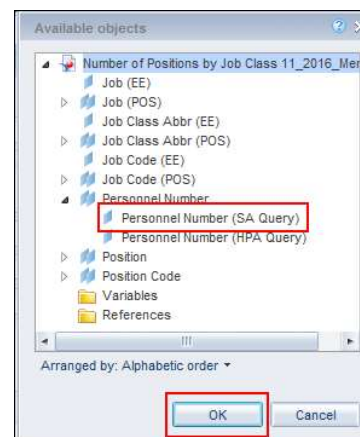 Available objects
Number of Positions by Job Class 11_2016_Mer
Job (EE)
Job (POS)
Job Class Abbr (EE)
Job Class Abbr (POS)
Job Code (EE)
Job Code (POS)
Personnel Number
Personnel Number (SA Query)
Personnel Number (HPA Query)
Position
Position Code
Variables
References
Arranged by: Alphabetic order
OK Cancel